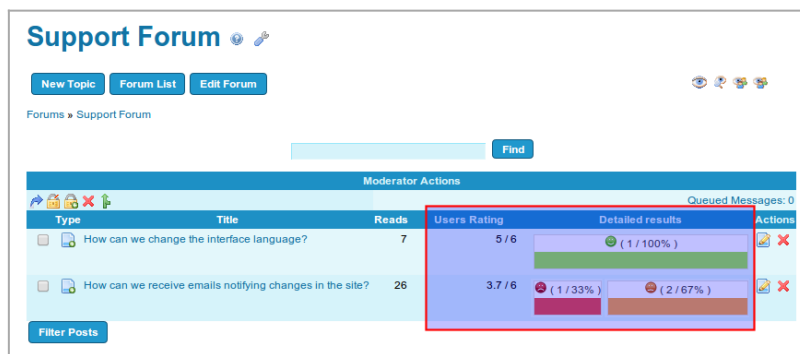 Support Forum
New Topic Forum List Edit Forum
Forums » Support Forum
Find
Moderator Actions
Queued Messages: 0
Type Title Reads Users Rating Detailed results Actions
How can we change the interface language? 7 5 / 6 ( 1 / 100% )
How can we receive emails notifying changes in the site? 26 3.7 / 6 ( 1 / 33% ) ( 2 / 67% )
Filter Posts